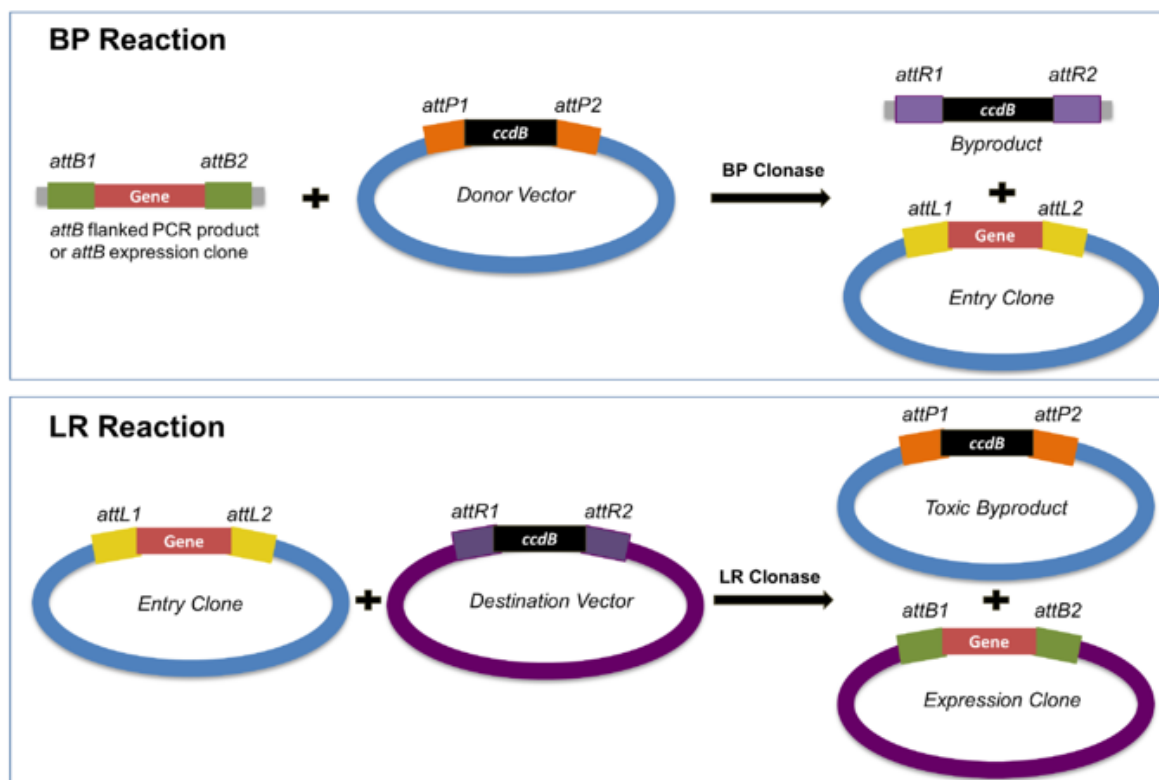 BP Reaction
attB1 attB2
Gene
attB flanked PCR product
or attB expression clone
attP1 attP2
ccdB
Donor Vector
BP Clonase
attR1 attR2
ccdB
Byproduct
attL1 attL2
Gene
Entry Clone
LR Reaction
attL1 attL2
Gene
Entry Clone
attR1 attR2
ccdB
Destination Vector
LR Clonase
attP1 attP2
ccdB
Toxic Byproduct
attB1 attB2
Gene
Expression Clone